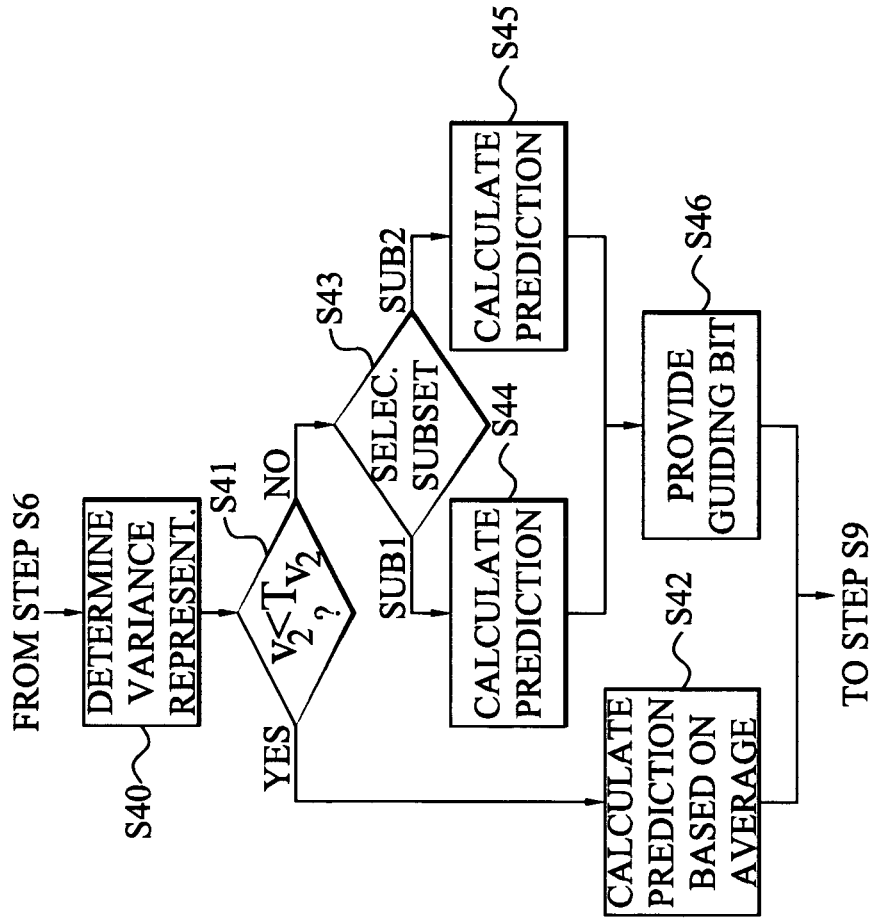 FROM STEP S6
DETERMINE
VARIANCE
REPRESENT.
S40
S41
V₂<T_V₂
?
YES
NO
S43
SELEC.
SUBSET
SUB1
SUB2
S44
CALCULATE
PREDICTION
S45
CALCULATE
PREDICTION
S42
CALCULATE
PREDICTION
BASED ON
AVERAGE
S46
PROVIDE
GUIDING BIT
TO STEP S9